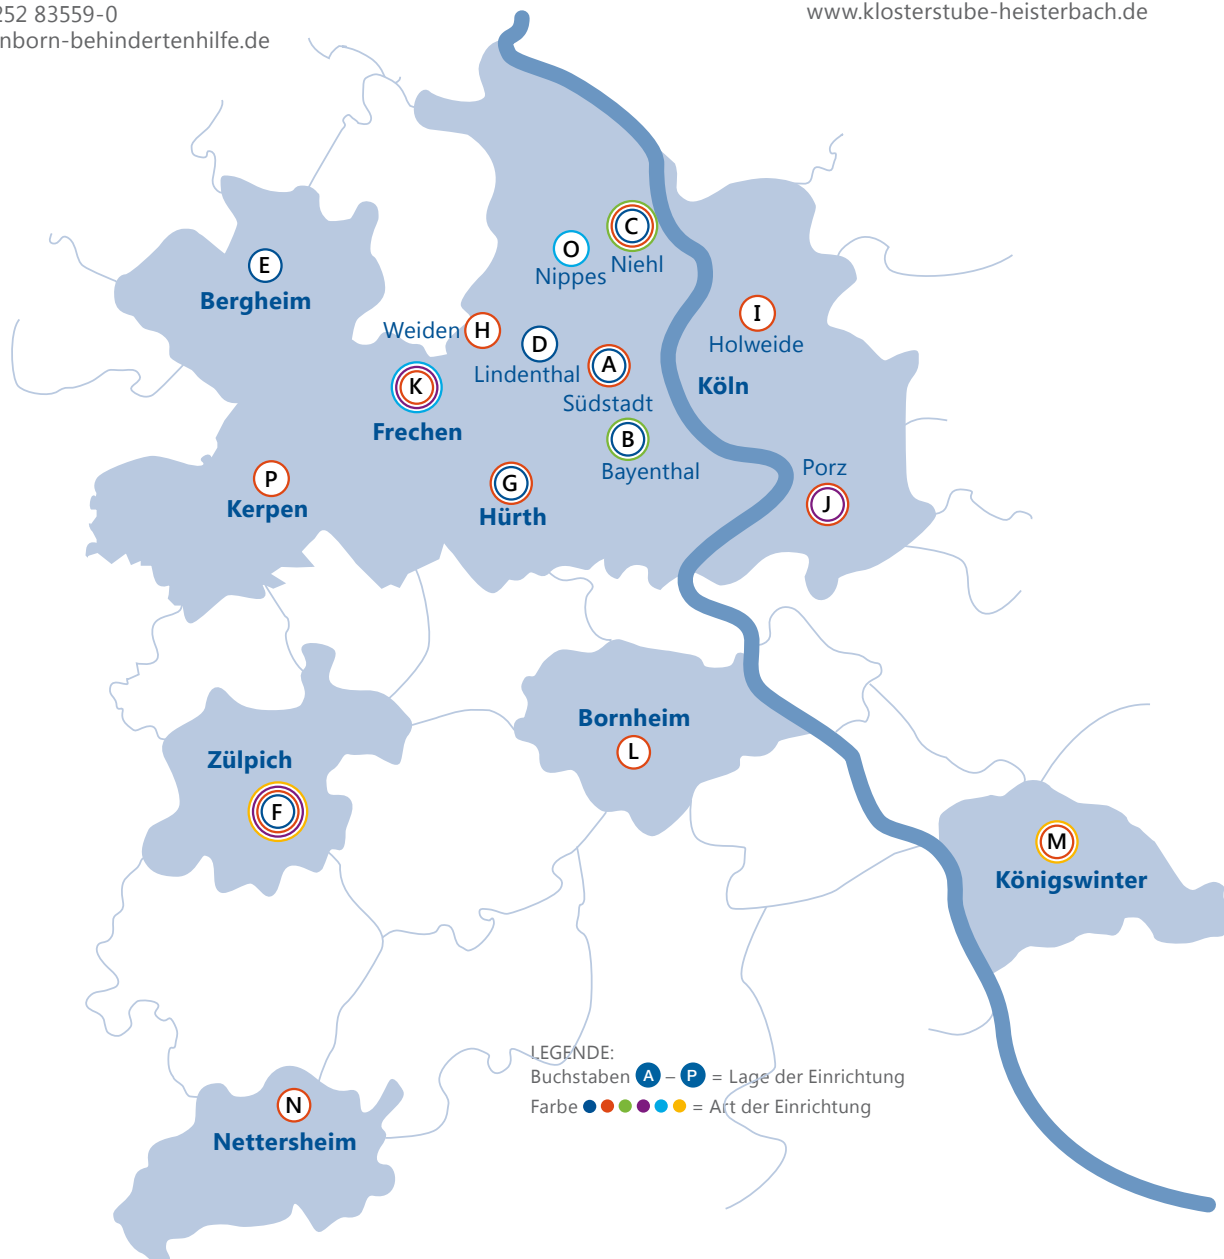 252 83559-0
nborn-behindertenhilfe.de
www.klosterstube-heisterbach.de
C
O
Niehl
Nippes
E
Bergheim
I
Holweide
Weiden H
D
Lindenthal
A
Südstadt
K
Frechen
Köln
B
Bayenthal
Porz
J
P
Kerpen
G
Hürth
Bornheim
L
Zülpich
F
M
Königswinter
LEGENDE:
Buchstaben A – P = Lage der Einrichtung
Farbe = Art der Einrichtung
N
Nettersheim